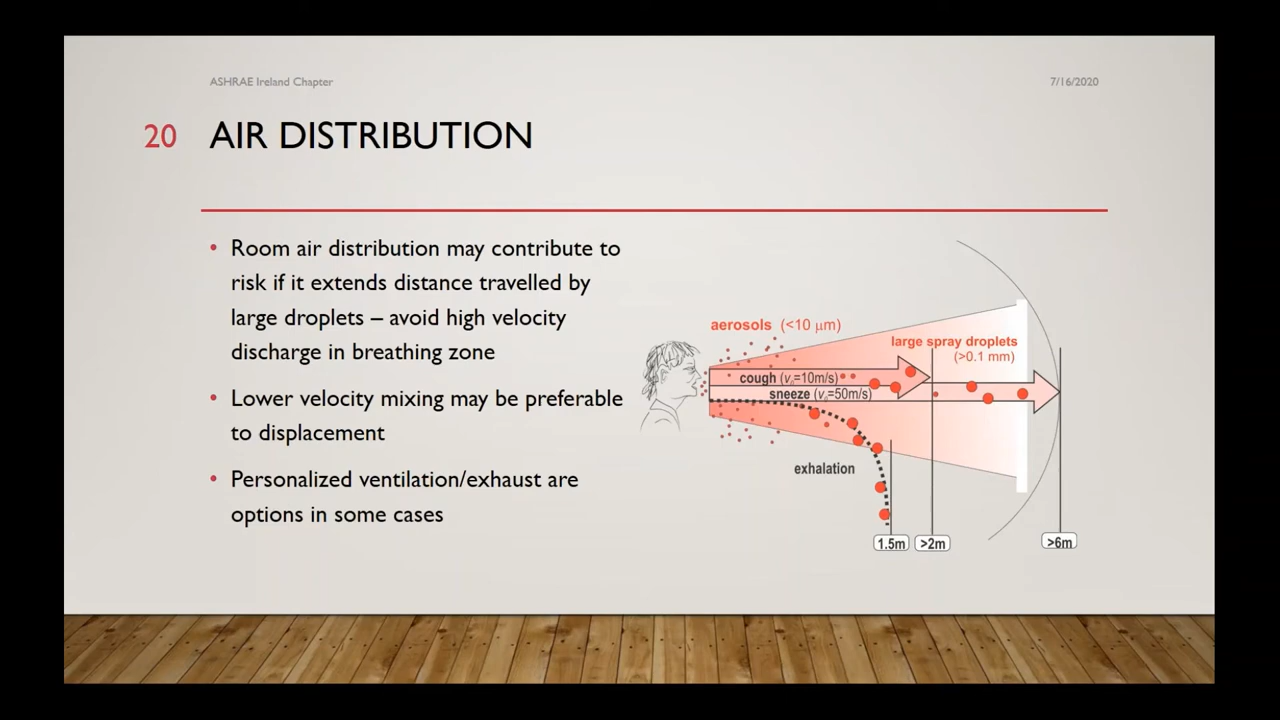 ASHRAE Ireland Chapter
7/16/2020
20 AIR DISTRIBUTION
• Room air distribution may contribute to
risk if it extends distance travelled by
large droplets – avoid high velocity
discharge in breathing zone
• Lower velocity mixing may be preferable
to displacement
• Personalized ventilation/exhaust are
options in some cases
aerosols (<10 µm)
large spray droplets
(>0.1 mm)
cough (v₀=10m/s)
sneeze (v₀=50m/s)
exhalation
1.5m
>2m
>6m